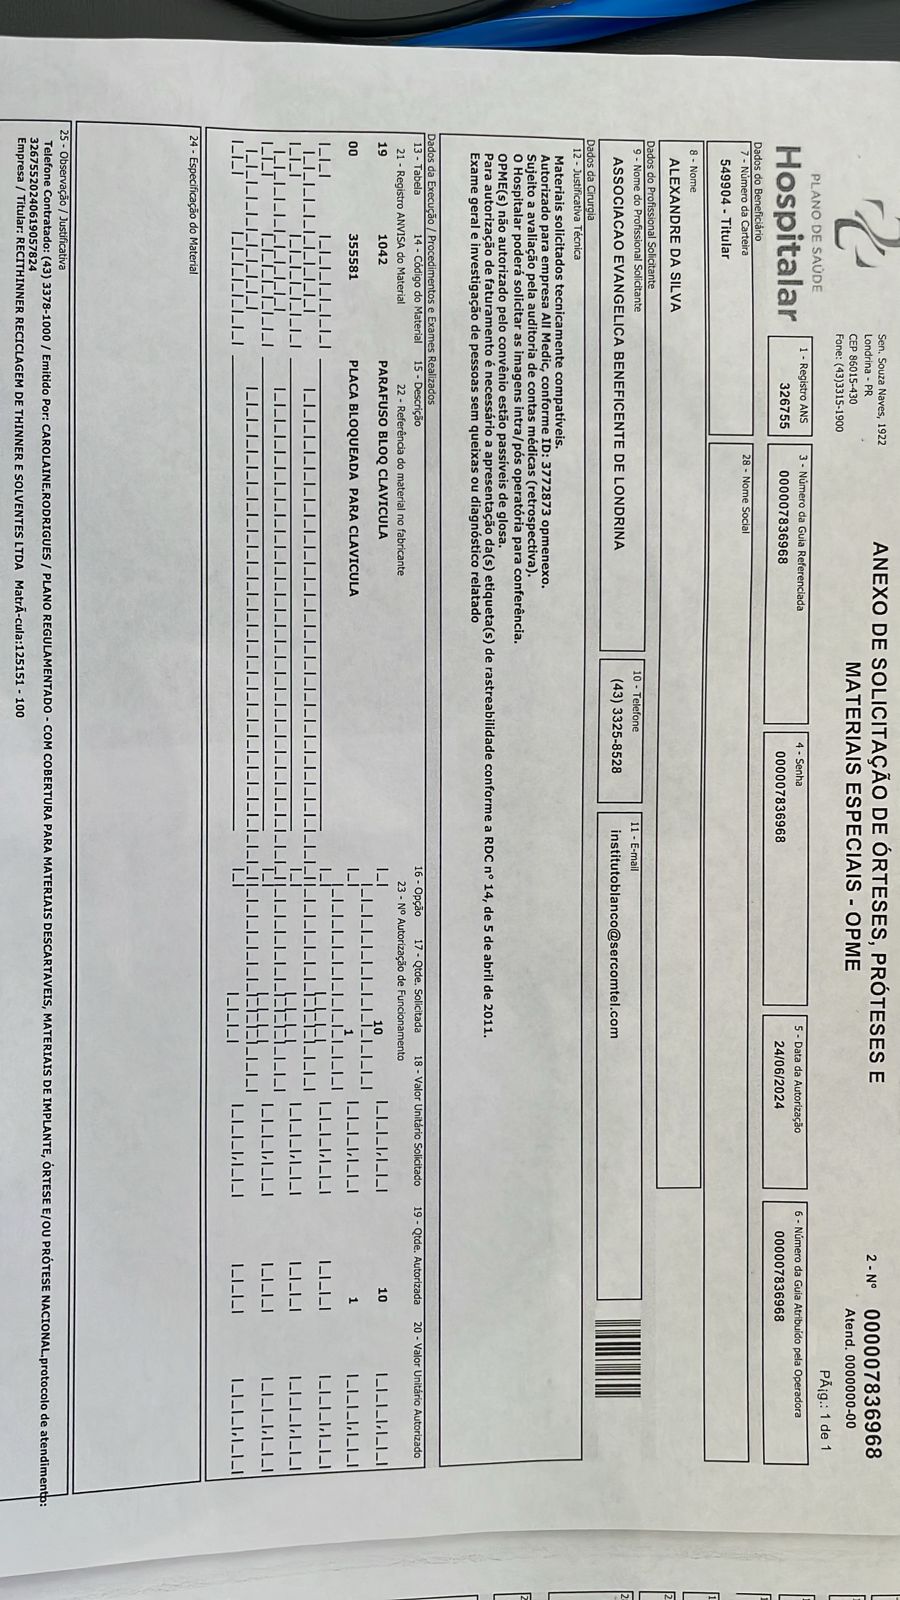 Sen. Souza Naves, 1922
Londrina - PR
CEP 86015-430
Fone: (43)3315-1900
PLANO DE SAÚDE
Hospitalar
ANEXO DE SOLICITAÇÃO DE ÓRTESES, PRÓTESES E
MATERIAIS ESPECIAIS - OPME
2 - Nº 000007836968
Atend. 0000000-00
PÃ¡g.: 1 de 1
1 - Registro ANS
326755
3 - Número da Guia Referenciada
000007836968
4 - Senha
000007836968
5 - Data da Autorização
24/06/2024
6 - Número da Guia Atribuído pela Operadora
000007836968
Dados do Beneficiário
7 - Número da Carteira
549904 - Titular
28 - Nome Social
8 - Nome
ALEXANDRE DA SILVA
Dados do Profissional Solicitante
9 - Nome do Profissional Solicitante
ASSOCIACAO EVANGELICA BENEFICENTE DE LONDRINA
10 - Telefone
(43) 3325-8528
11 - E-mail
institutoblanco@sercomtel.com
Dados da Cirurgia
12 - Justificativa Técnica
Materiais solicitados tecnicamente compatíveis.
Autorizado para empresa All Medic, conforme ID: 3772873 opmenexo.
Sujeito a avaliação pela auditoria de contas médicas (retrospectiva).
O Hospitalar poderá solicitar as imagens intra/pós operatória para conferência.
OPME(s) não autorizado pelo convênio estão passíveis de glosa.
Para autorização de faturamento é necessário a apresentação da(s) etiqueta(s) de rastreabilidade conforme a RDC n° 14, de 5 de abril de 2011.
Exame geral e investigação de pessoas sem queixas ou diagnóstico relatado
Dados da Execução / Procedimentos e Exames Realizados
13 - Tabela 14 - Código do Material 15 - Descrição 16 - Opção 17 - Qtde. Solicitada 18 - Valor Unitário Solicitado 19 - Qtde. Autorizada 20 - Valor Unitário Autorizado
21 - Registro ANVISA do Material 22 - Referência do material no fabricante 23 - Nº Autorização de Funcionamento
19 1042 PARAFUSO BLOQ CLAVICULA 10 10
00 355581 PLACA BLOQUEADA PARA CLAVICULA 1 1
24 - Especificação do Material
25 - Observação / Justificativa
Telefone Contratado: (43) 3378-1000 / Emitido Por: CAROLAINE.RODRIGUES / PLANO REGULAMENTADO - COM COBERTURA PARA MATERIAIS DESCARTAVEIS, MATERIAIS DE IMPLANTE, ÓRTESE E/OU PRÓTESE NACIONAL.protocolo de atendimento:
32675520240619057824
Empresa / Titular: RECITHINNER RECICLAGEM DE THINNER E SOLVENTES LTDA MatrÃ-cula:125151 - 100